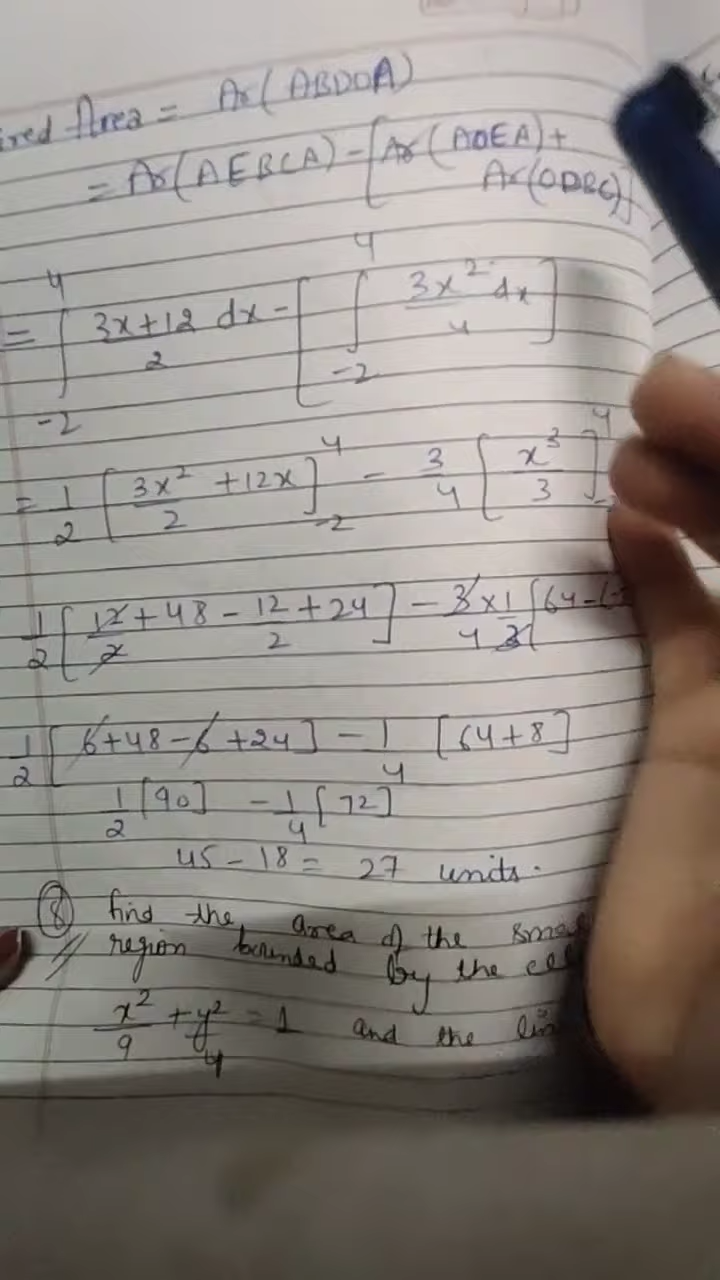 Area = Ar(ABDOA)
= Ar(AEBCA) - [Ar(AOEA) + Ar(ODBC)]
= ∫_{-2}^{4} (3x+12)/2 dx - [∫_{-2}^{4} 3x²/4 dx]
= 1/2 [3x²/2 + 12x]_{-2}^{4} - 3/4 [x³/3]^{4}
1/2 [12/2 + 48 - 12/2 + 24] - 3/4 × 1/3 [64 -
1/2 [6 + 48 - 6 + 24] - 1/4 [64 + 8]
1/2 [90] - 1/4 [72]
45 - 18 = 27 units.
⑧ find the area of the
region bounded by the
x²/9 + y²/4 = 1 and the